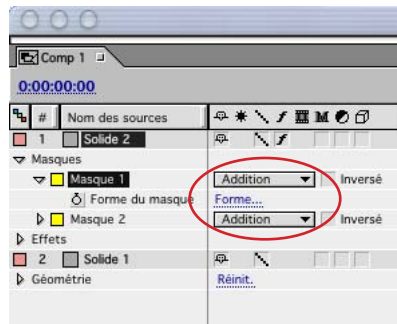 Comp 1
0:00:00:00
# Nom des sources
1 Solide 2
Masques
Masque 1 Addition Inversé
Forme du masque Forme...
Masque 2 Addition Inversé
Effets
2 Solide 1
Géométrie Réinit.